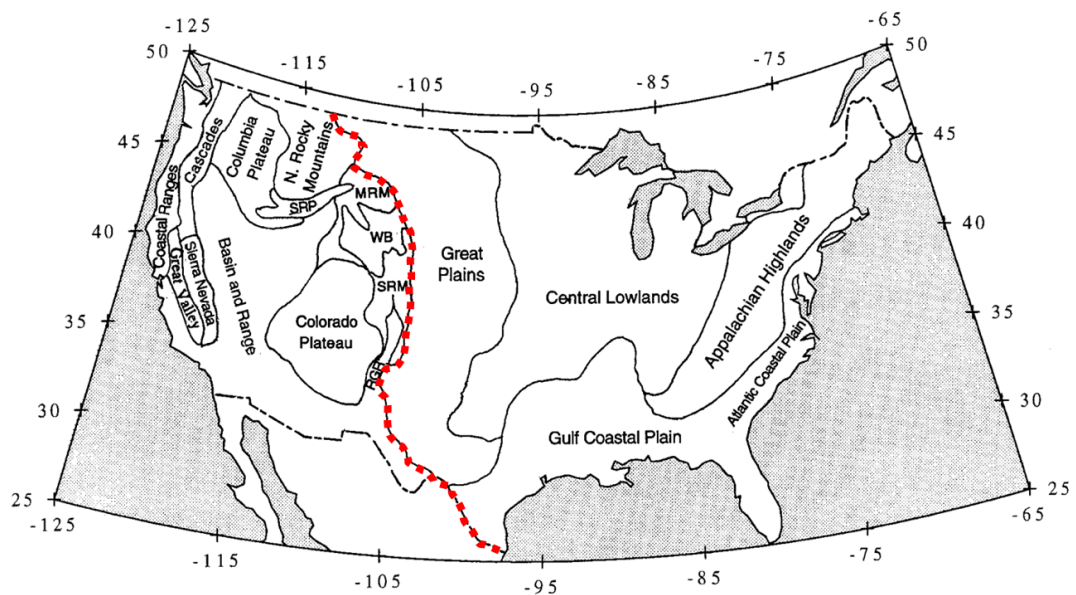 -125
-65
50
50
-115
-75
-105
-95
-85
45
45
Cascades
Columbia
Plateau
N. Rocky
Mountains
Coastal Ranges
SRP
MRM
40
40
WB
Great
Plains
Basin and Range
Sierra Nevada
Great Valley
SRM
Central Lowlands
Appalachian Highlands
35
35
Colorado
Plateau
Atlantic Coastal Plain
RGR
30
30
Gulf Coastal Plain
25
25
-125
-65
-115
-75
-105
-95
-85